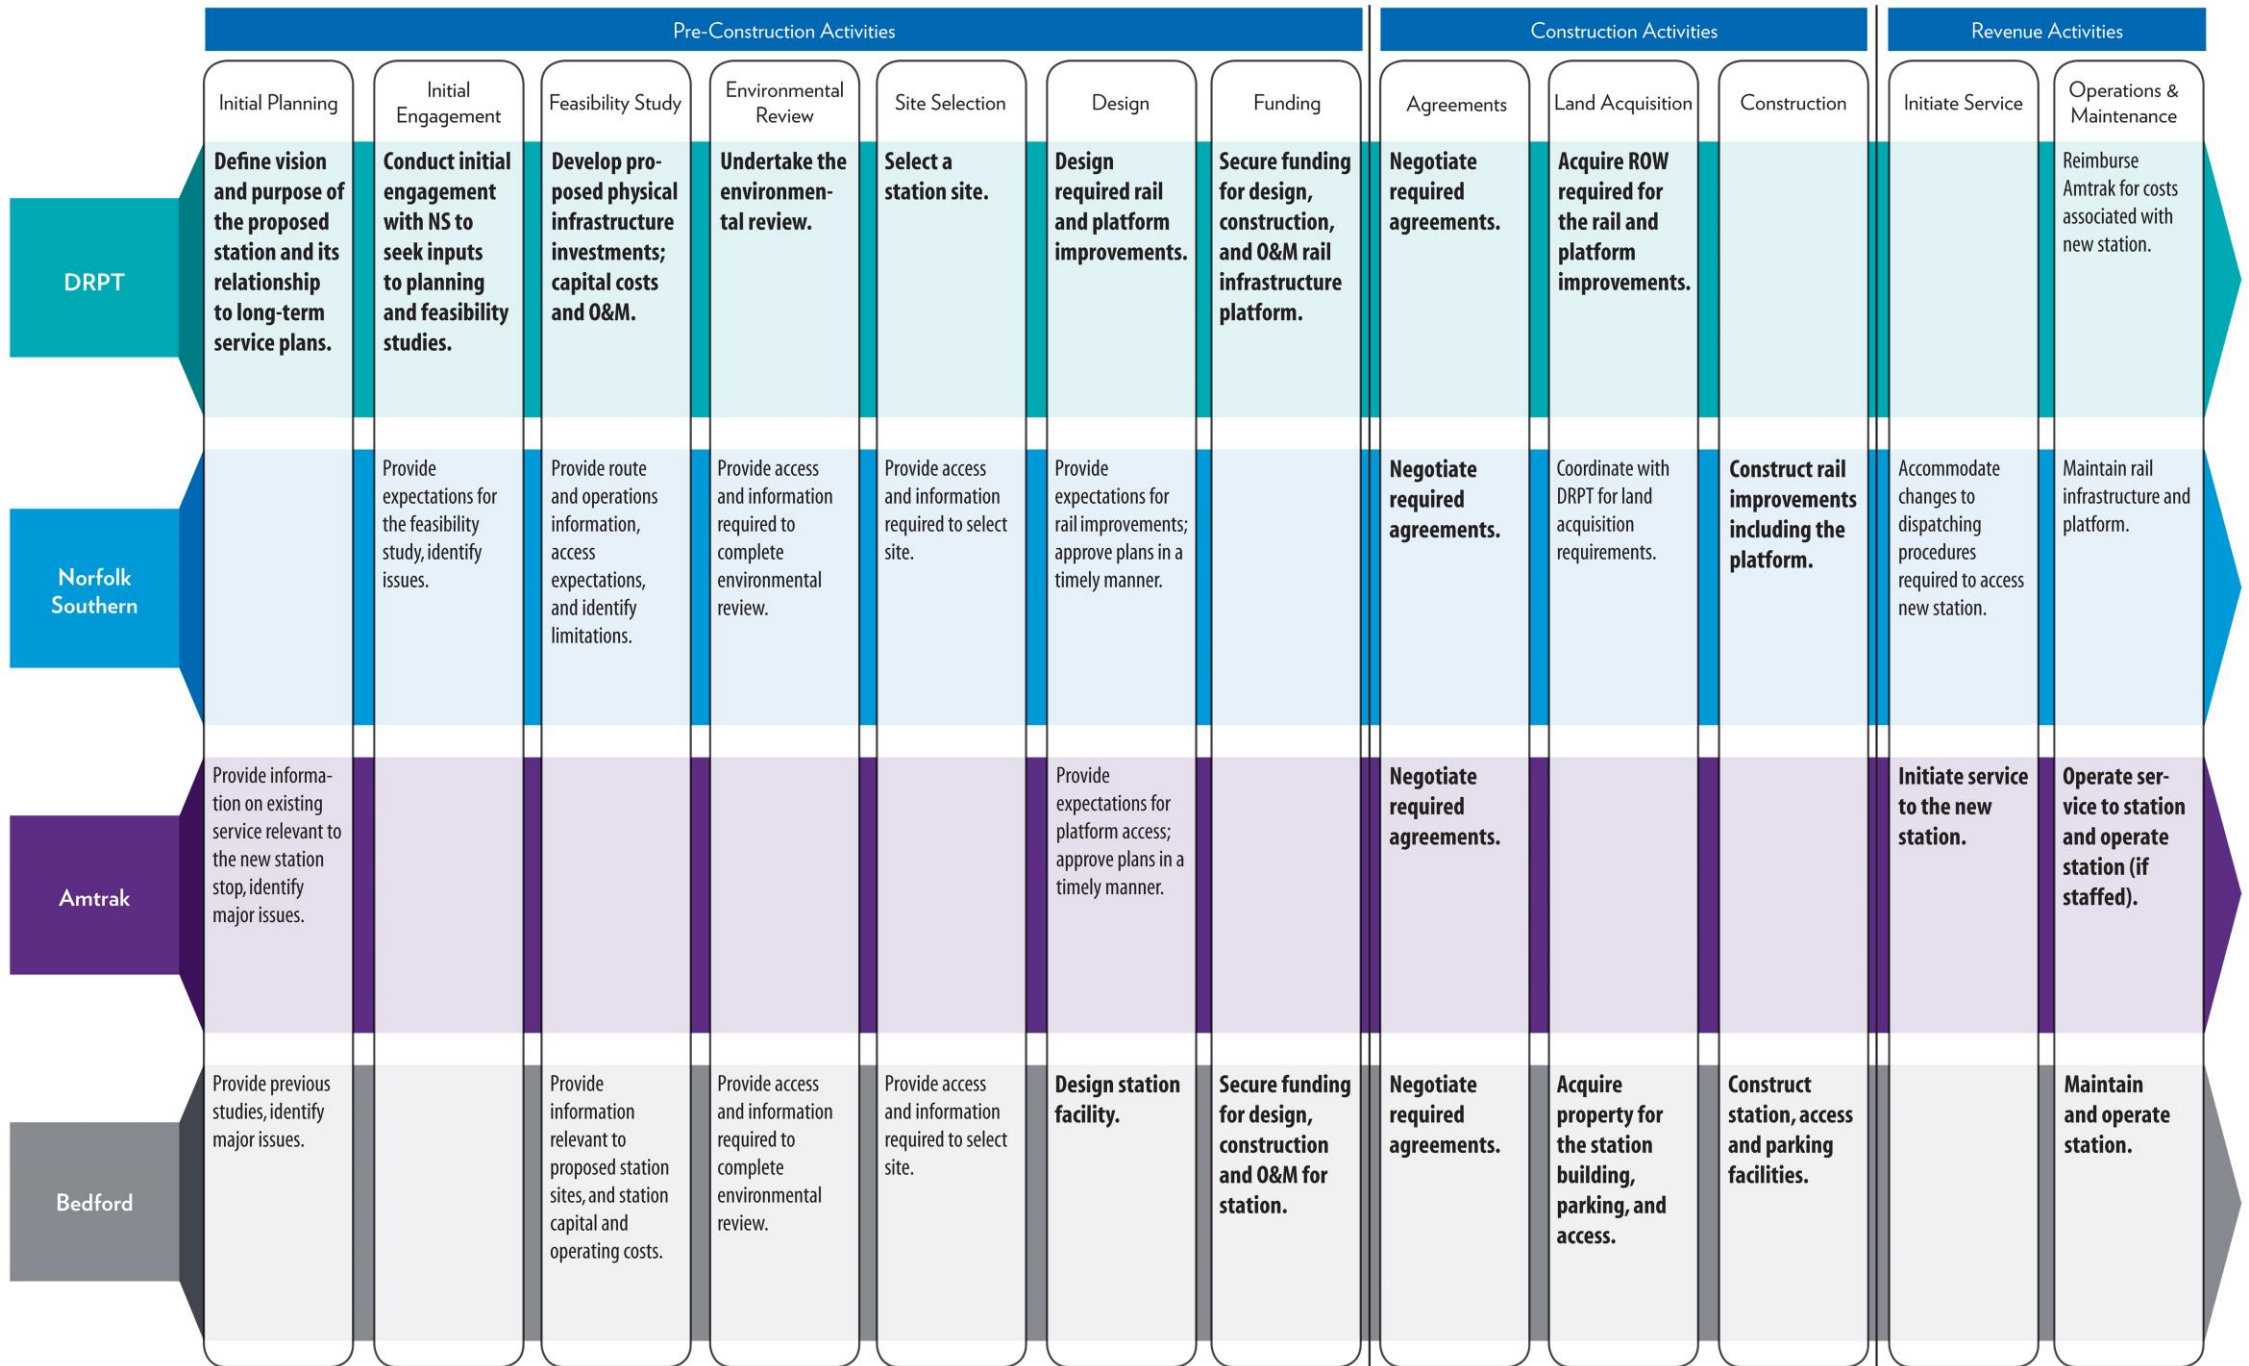 Pre-Construction Activities
Construction Activities
Revenue Activities
Initial Planning
Initial
Engagement
Feasibility Study
Environmental
Review
Site Selection
Design
Funding
Agreements
Land Acquisition
Construction
Initiate Service
Operations &
Maintenance
DRPT
Define vision
and purpose of
the proposed
station and its
relationship
to long-term
service plans.
Conduct initial
engagement
with NS to
seek inputs
to planning
and feasibility
studies.
Develop pro-
posed physical
infrastructure
investments;
capital costs
and O&M.
Undertake the
environmen-
tal review.
Select a
station site.
Design
required rail
and platform
improvements.
Secure funding
for design,
construction,
and O&M rail
infrastructure
platform.
Negotiate
required
agreements.
Acquire ROW
required for
the rail and
platform
improvements.
Reimburse
Amtrak for costs
associated with
new station.
Norfolk
Southern
Provide
expectations for
the feasibility
study, identify
issues.
Provide route
and operations
information,
access
expectations,
and identify
limitations.
Provide access
and information
required to
complete
environmental
review.
Provide access
and information
required to select
site.
Provide
expectations for
rail improvements;
approve plans in a
timely manner.
Negotiate
required
agreements.
Coordinate with
DRPT for land
acquisition
requirements.
Construct rail
improvements
including the
platform.
Accommodate
changes to
dispatching
procedures
required to access
new station.
Maintain rail
infrastructure and
platform.
Amtrak
Provide informa-
tion on existing
service relevant to
the new station
stop, identify
major issues.
Provide
expectations for
platform access;
approve plans in a
timely manner.
Negotiate
required
agreements.
Initiate service
to the new
station.
Operate ser-
vice to station
and operate
station (if
staffed).
Bedford
Provide previous
studies, identify
major issues.
Provide
information
relevant to
proposed station
sites, and station
capital and
operating costs.
Provide access
and information
required to
complete
environmental
review.
Provide access
and information
required to select
site.
Design station
facility.
Secure funding
for design,
construction
and O&M for
station.
Negotiate
required
agreements.
Acquire
property for
the station
building,
parking, and
access.
Construct
station, access
and parking
facilities.
Maintain
and operate
station.